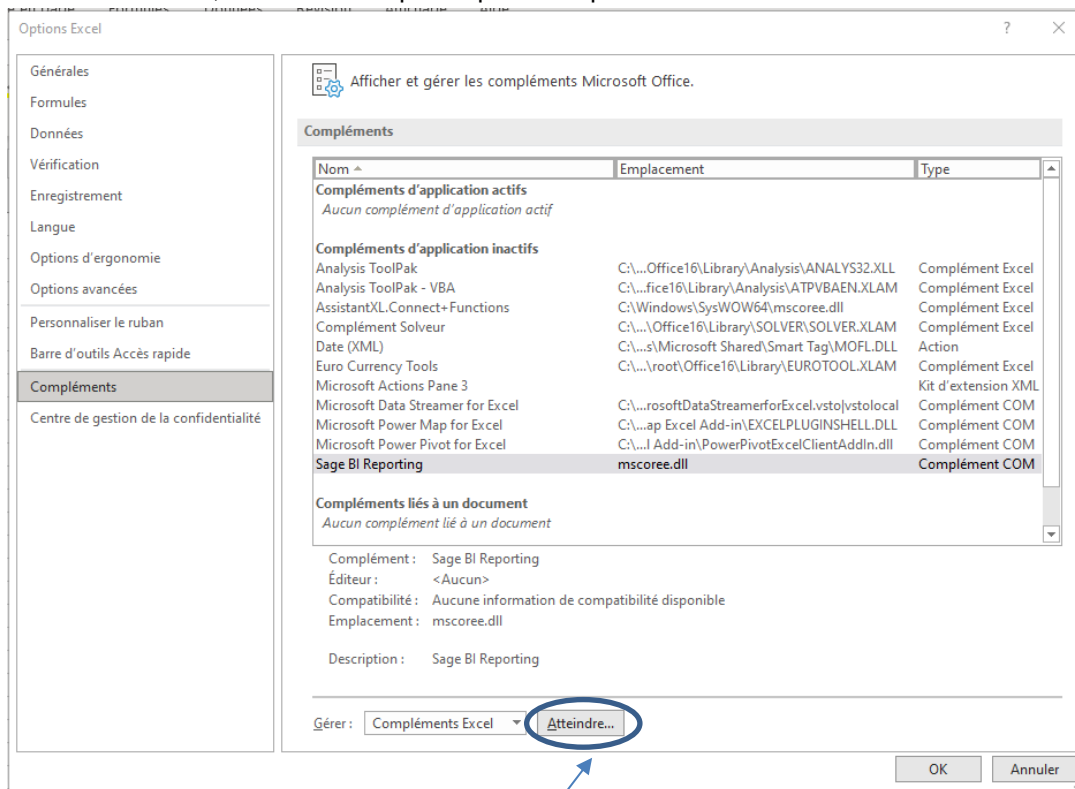 Options Excel ?
Générales
Formules
Données
Vérification
Enregistrement
Langue
Options d'ergonomie
Options avancées
Personnaliser le ruban
Barre d'outils Accès rapide
Compléments
Centre de gestion de la confidentialité
Afficher et gérer les compléments Microsoft Office.
Compléments
Nom Emplacement Type
Compléments d'application actifs
Aucun complément d'application actif
Compléments d'application inactifs
Analysis ToolPak C:\...Office16\Library\Analysis\ANALYS32.XLL Complément Excel
Analysis ToolPak - VBA C:\...fice16\Library\Analysis\ATPVBAEN.XLAM Complément Excel
AssistantXL.Connect+Functions C:\Windows\SysWOW64\mscoree.dll Complément Excel
Complément Solveur C:\...\Office16\Library\SOLVER\SOLVER.XLAM Complément Excel
Date (XML) C:\...s\Microsoft Shared\Smart Tag\MOFL.DLL Action
Euro Currency Tools C:\...\root\Office16\Library\EUROTOOL.XLAM Complément Excel
Microsoft Actions Pane 3 Kit d'extension XML
Microsoft Data Streamer for Excel C:\...rosoftDataStreamerforExcel.vsto|vstolocal Complément COM
Microsoft Power Map for Excel C:\...ap Excel Add-in\EXCELPLUGINSHELL.DLL Complément COM
Microsoft Power Pivot for Excel C:\...l Add-in\PowerPivotExcelClientAddIn.dll Complément COM
Sage BI Reporting mscoree.dll Complément COM
Compléments liés à un document
Aucun complément lié à un document
Complément : Sage BI Reporting
Éditeur : <Aucun>
Compatibilité : Aucune information de compatibilité disponible
Emplacement : mscoree.dll
Description : Sage BI Reporting
Gérer : Compléments Excel Atteindre...
OK Annuler